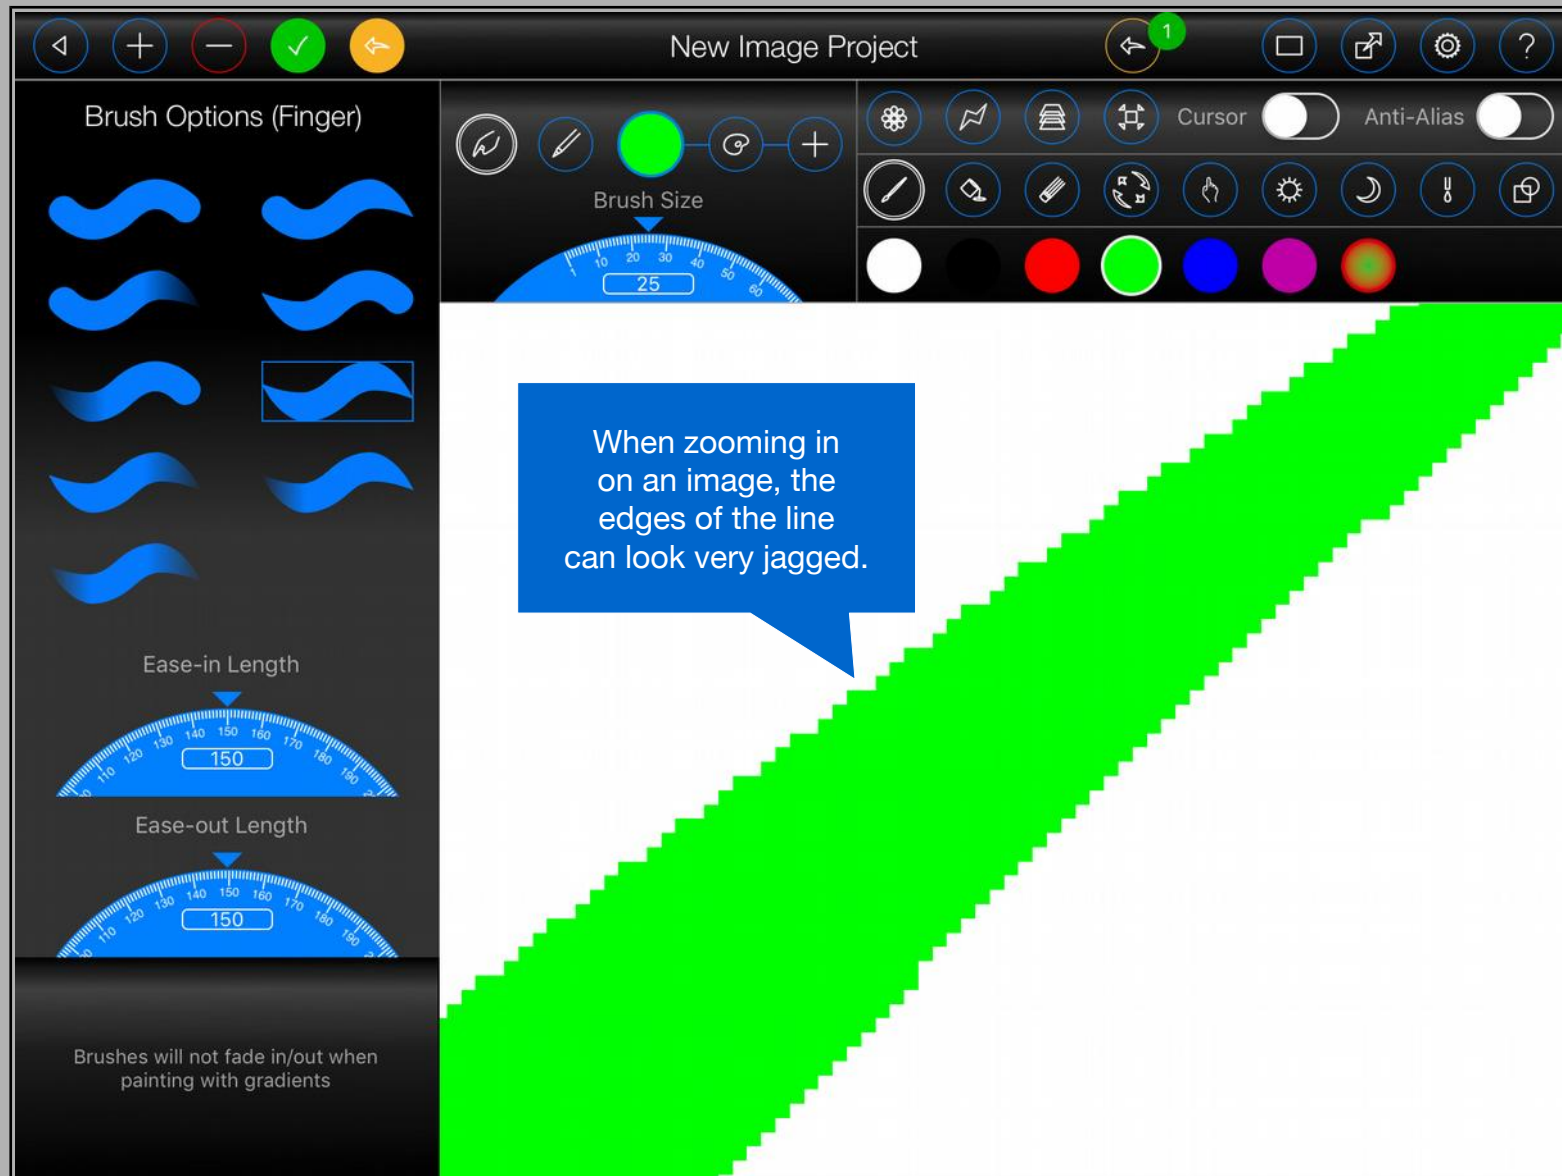 New Image Project
1
?
Brush Options (Finger)
Cursor
Anti-Alias
Brush Size
1 10 20 30 40 50 60
25
When zooming in
on an image, the
edges of the line
can look very jagged.
Ease-in Length
110 120 130 140 150 160 170 180 190
150
Ease-out Length
110 120 130 140 150 160 170 180 190
150
Brushes will not fade in/out when
painting with gradients